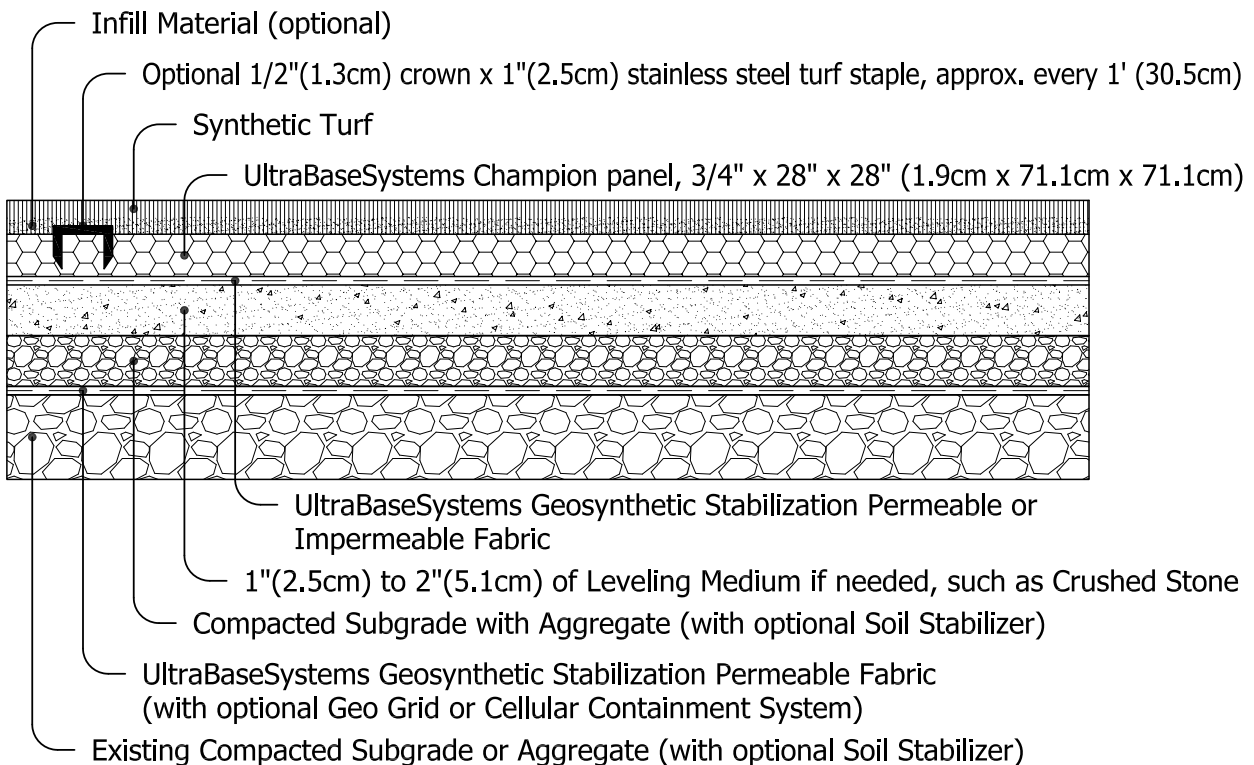 Infill Material (optional)
Optional 1/2"(1.3cm) crown x 1"(2.5cm) stainless steel turf staple, approx. every 1' (30.5cm)
Synthetic Turf
UltraBaseSystems Champion panel, 3/4" x 28" x 28" (1.9cm x 71.1cm x 71.1cm)
UltraBaseSystems Geosynthetic Stabilization Permeable or
Impermeable Fabric
1"(2.5cm) to 2"(5.1cm) of Leveling Medium if needed, such as Crushed Stone
Compacted Subgrade with Aggregate (with optional Soil Stabilizer)
UltraBaseSystems Geosynthetic Stabilization Permeable Fabric
(with optional Geo Grid or Cellular Containment System)
Existing Compacted Subgrade or Aggregate (with optional Soil Stabilizer)